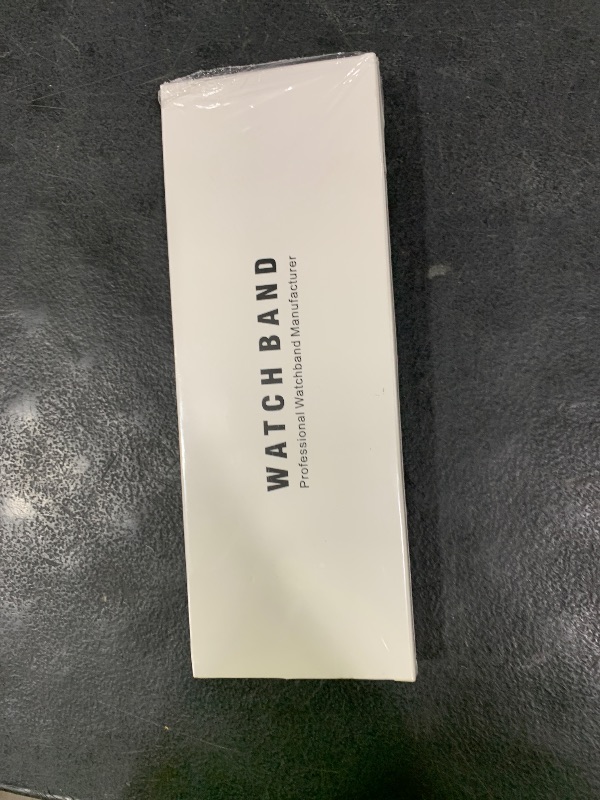 WATCH BAND
Professional Watchband Manufacturer